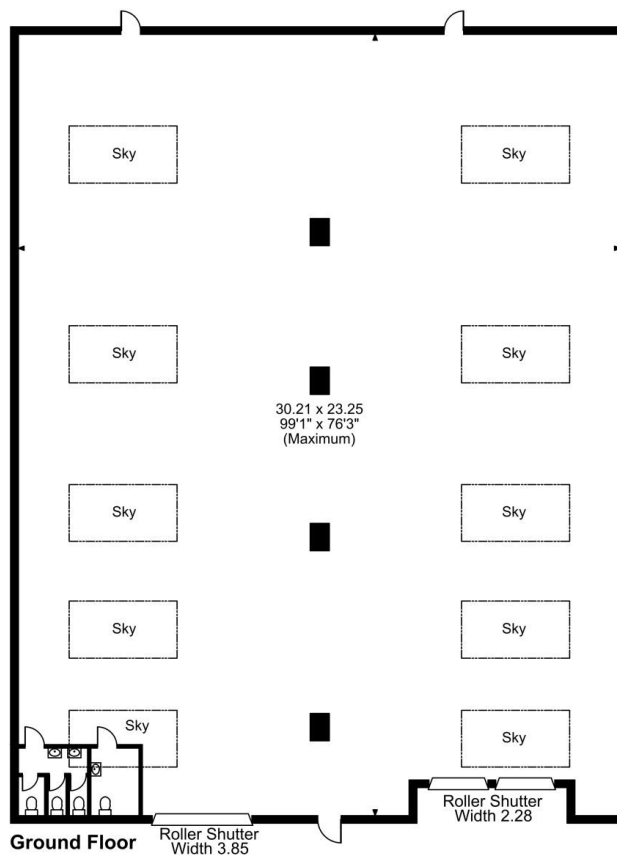 Sky
Sky
Sky
Sky
30.21 x 23.25
99'1" x 76'3"
(Maximum)
Sky
Sky
Sky
Sky
Sky
Sky
Roller Shutter
Width 2.28
Roller Shutter
Width 3.85
Ground Floor